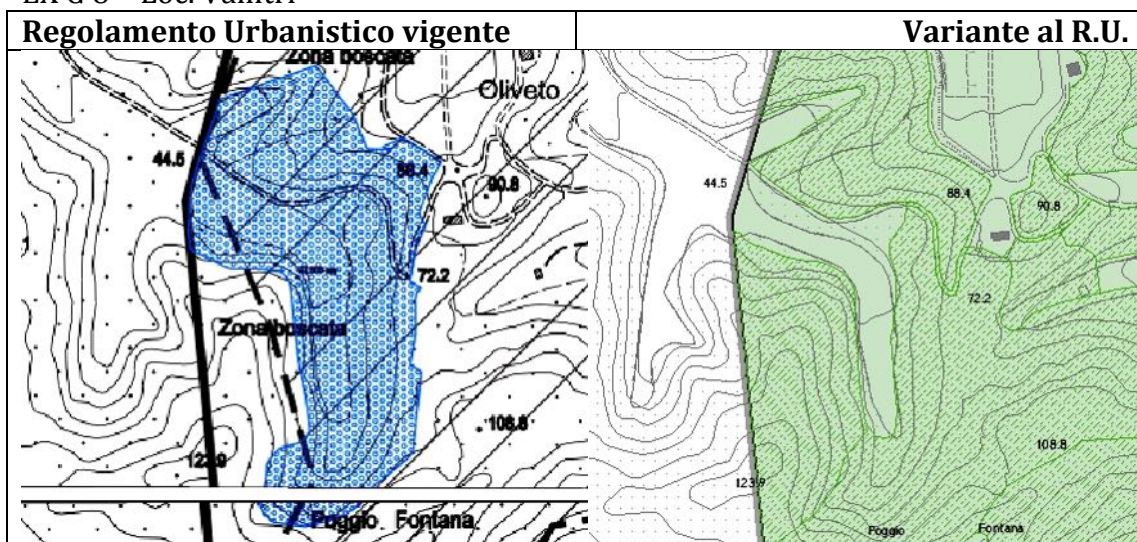 Regolamento Urbanistico vigente
Variante al R.U.
Zona boscata
Oliveto
44.5
88.4
90.8
72.2
Zona boscata
108.8
123.9
Poggio Fontana
44.5
88.4
90.8
72.2
108.8
123.9
Poggio Fontana